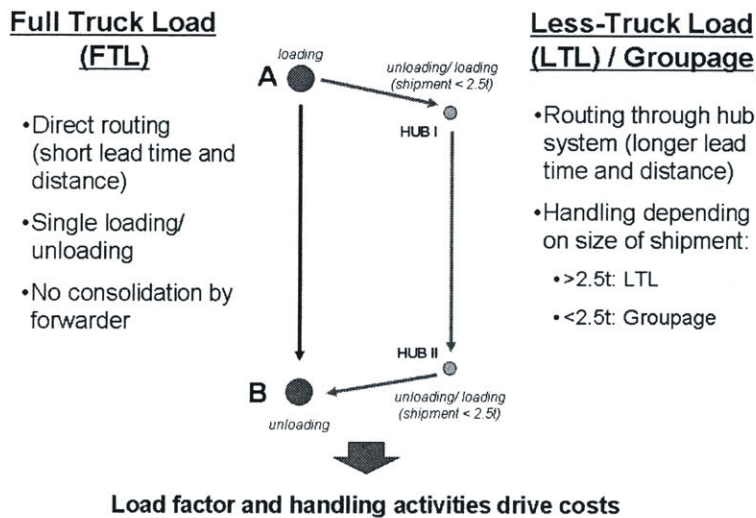 Full Truck Load
(FTL)
•Direct routing
(short lead time and
distance)
•Single loading/
unloading
•No consolidation by
forwarder
loading
A
unloading/ loading
(shipment < 2.5t)
HUB I
HUB II
B
unloading/ loading
(shipment < 2.5t)
unloading
Less-Truck Load
(LTL) / Groupage
•Routing through hub
system (longer lead
time and distance)
•Handling depending
on size of shipment:
•>2.5t: LTL
•<2.5t: Groupage
Load factor and handling activities drive costs